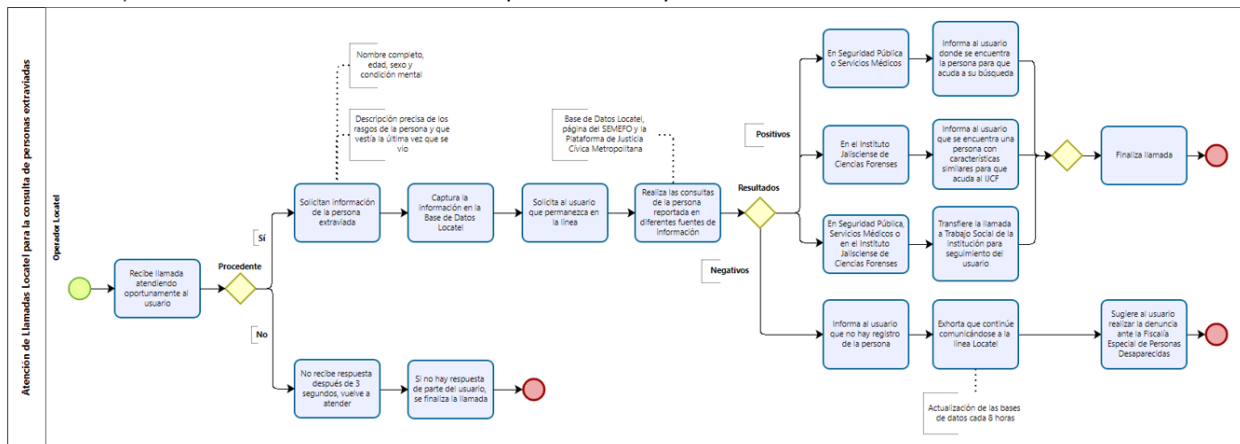 Atención de Llamadas Locatel para la consulta de personas extraviadas
Operador Locatel
Recibe llamada
atendiendo
oportunamente al
usuario
Procedente
Sí
No
Nombre completo,
edad, sexo y
condición mental
Descripción precisa de los
rasgos de la persona y que
vestía la última vez que se
vio
Solicitan información
de la persona
extraviada
Captura la
información en la
Base de Datos
Locatel
Solicita al usuario
que permanezca en
la línea
Base de Datos Locatel,
página del SEMEFO y la
Plataforma de Justicia
Cívica Metropolitana
Realiza las consultas
de la persona
reportada en
diferentes fuentes de
información
Resultados
Positivos
Negativos
En Seguridad Pública
o Servicios Médicos
Informa al usuario
donde se encuentra
la persona para que
acuda a su búsqueda
En el Instituto
Jalisciense de
Ciencias Forenses
Informa al usuario
que se encuentra una
persona con
características
similares para que
acuda al IJCF
En Seguridad Pública,
Servicios Médicos o
en el Instituto
Jalisciense de
Ciencias Forenses
Transfiere la llamada
a Trabajo Social de la
institución para
seguimiento del
usuario
Finaliza llamada
Informa al usuario
que no hay registro
de la persona
Exhorta que continúe
comunicándose a la
línea Locatel
Sugiere al usuario
realizar la denuncia
ante la Fiscalía
Especial de Personas
Desaparecidas
Actualización de las bases
de datos cada 8 horas
No recibe respuesta
después de 3
segundos, vuelve a
atender
Si no hay respuesta
de parte del usuario,
se finaliza la llamada